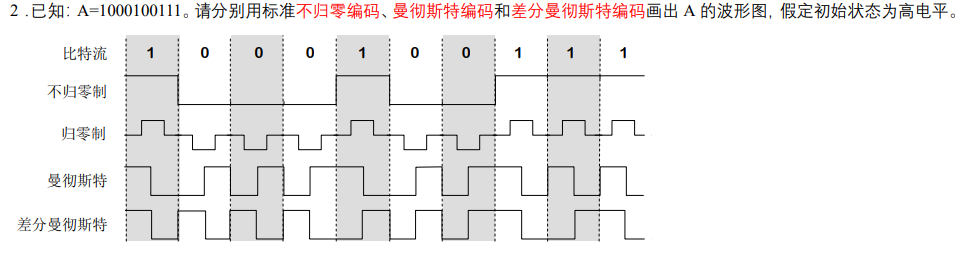 2 .已知: A=1000100111。请分别用标准不归零编码、曼彻斯特编码和差分曼彻斯特编码画出 A 的波形图, 假定初始状态为高电平。
比特流 1 0 0 0 1 0 0 1 1 1
不归零制
归零制
曼彻斯特
差分曼彻斯特